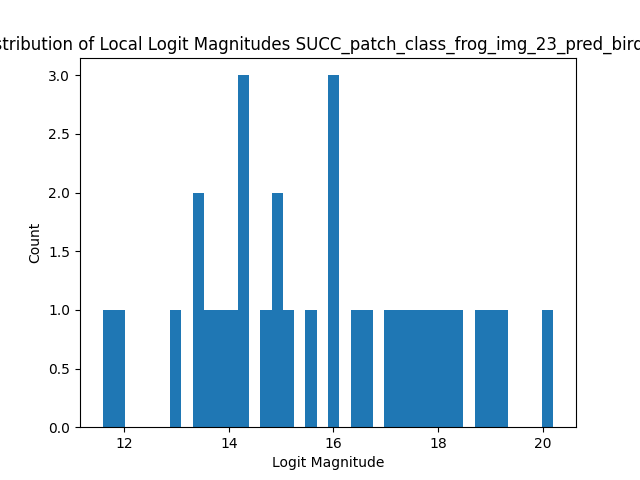 stribution of Local Logit Magnitudes SUCC_patch_class_frog_img_23_pred_bird
3.0
2.5
2.0
1.5
1.0
0.5
0.0
Count
12 14 16 18 20
Logit Magnitude